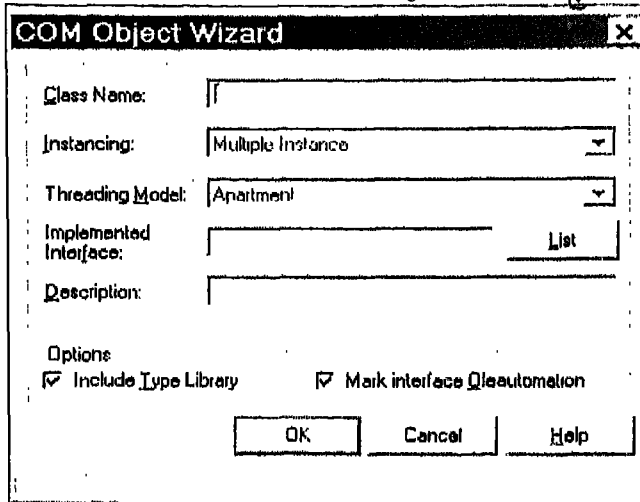 COM Object Wizard
Class Name:
Instancing:
Multiple Instance
Threading Model:
Apartment
Implemented
Interface:
List
Description:
Options
Include Type Library
Mark interface Oleautomation
OK
Cancel
Help